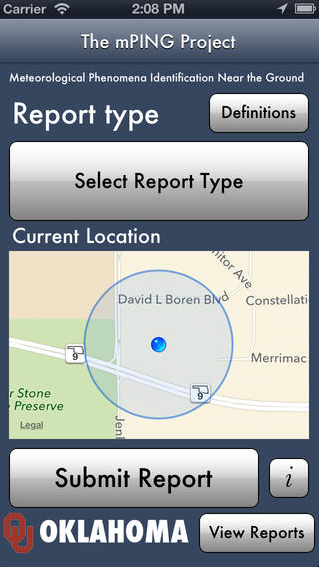 Carrier 2:08 PM
The mPING Project
Meteorological Phenomena Identification Near the Ground
Report type
Definitions
Select Report Type
Current Location
nitor Ave
David L Boren Blvd
Constellati
Merrimac
9
9
r Stone
Preserve
Jen
Legal
Submit Report
i
OU OKLAHOMA
View Reports